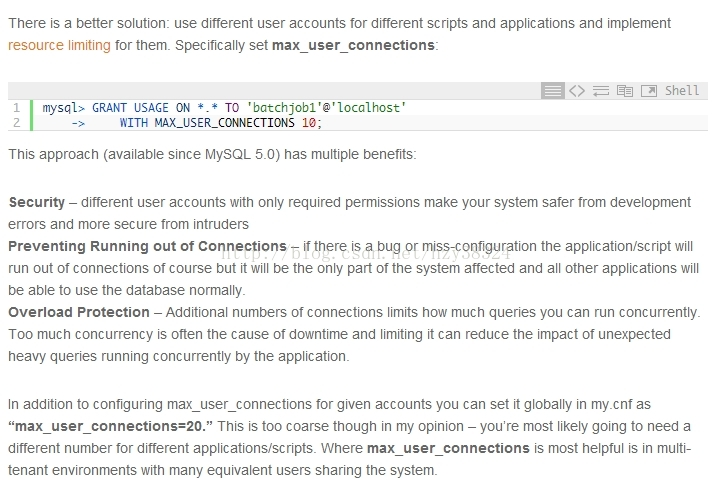 There is a better solution: use different user accounts for different scripts and applications and implement
resource limiting for them. Specifically set max_user_connections:
Shell
1 mysql> GRANT USAGE ON *.* TO 'batchjob1'@'localhost'
2 -> WITH MAX_USER_CONNECTIONS 10;
This approach (available since MySQL 5.0) has multiple benefits:
Security – different user accounts with only required permissions make your system safer from development
errors and more secure from intruders
Preventing Running out of Connections – if there is a bug or miss-configuration the application/script will
run out of connections of course but it will be the only part of the system affected and all other applications will
be able to use the database normally.
Overload Protection – Additional numbers of connections limits how much queries you can run concurrently.
Too much concurrency is often the cause of downtime and limiting it can reduce the impact of unexpected
heavy queries running concurrently by the application.
In addition to configuring max_user_connections for given accounts you can set it globally in my.cnf as
“max_user_connections=20.” This is too coarse though in my opinion – you’re most likely going to need a
different number for different applications/scripts. Where max_user_connections is most helpful is in multi-
tenant environments with many equivalent users sharing the system.